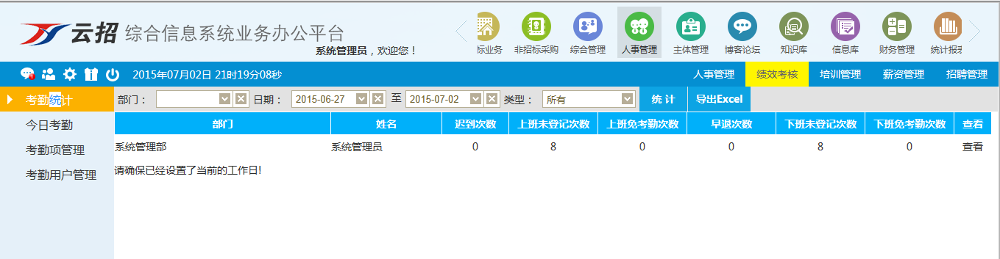 云招 综合信息系统业务办公平台
系统管理员，欢迎您！
标业务 非招标采购 综合管理 人事管理 主体管理 博客论坛 知识库 信息库 财务管理 统计报表
2015年07月02日 21时19分08秒
人事管理 绩效考核 培训管理 薪资管理 招聘管理
考勤统计
今日考勤
考勤项管理
考勤用户管理
部门： 日期： 2015-06-27 至 2015-07-02 类型： 所有 统 计 导出Excel
部门 姓名 迟到次数 上班未登记次数 上班免考勤次数 早退次数 下班未登记次数 下班免考勤次数 查看
系统管理部 系统管理员 0 8 0 0 8 0 查看
请确保已经设置了当前的工作日!